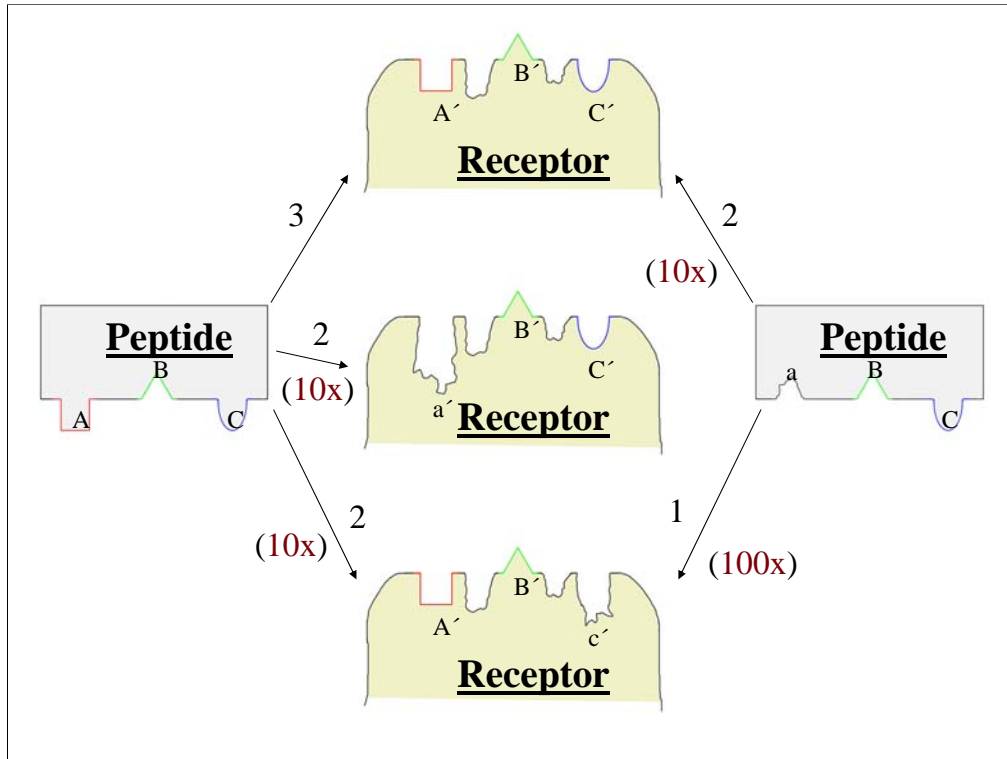 B´
A´ C´
Receptor
3 2
(10x)
Peptide
B
A C
2
(10x)
B´
C´
a´
Receptor
Peptide
a B
C
2
(10x)
1
(100x)
B´
A´ c´
Receptor